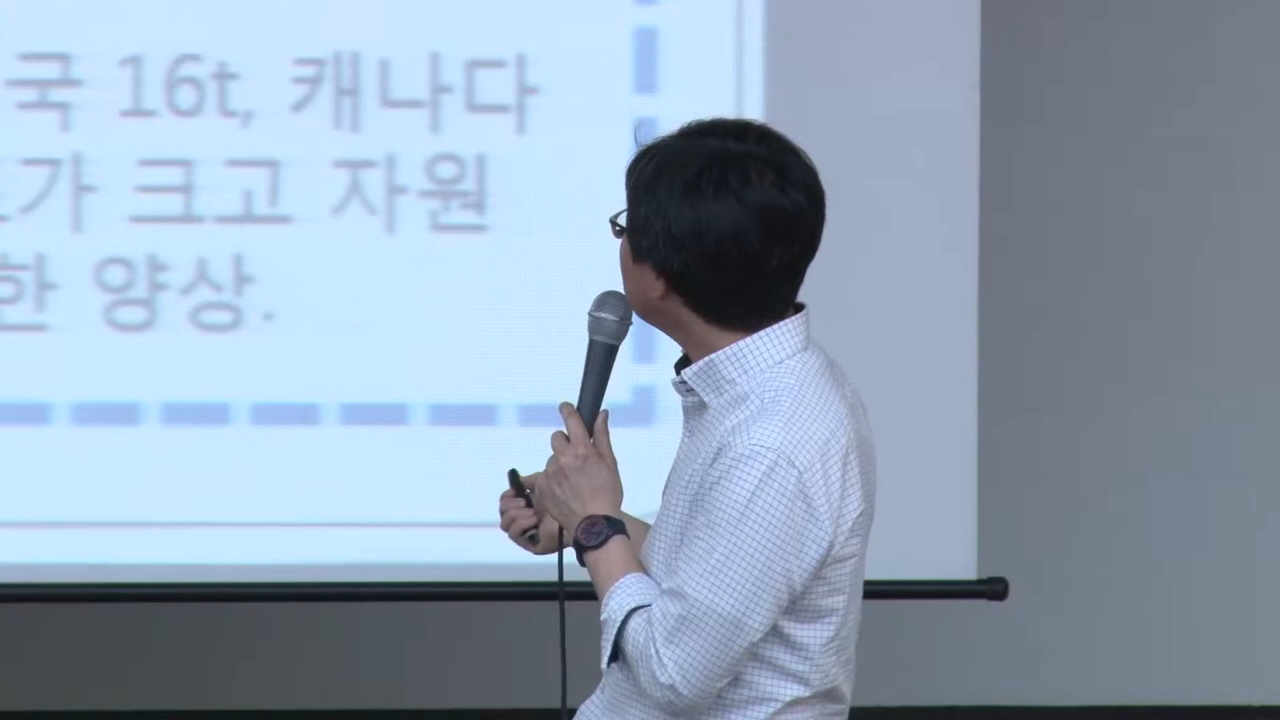 국 16t, 캐나다
가 크고 자원
한 양상.